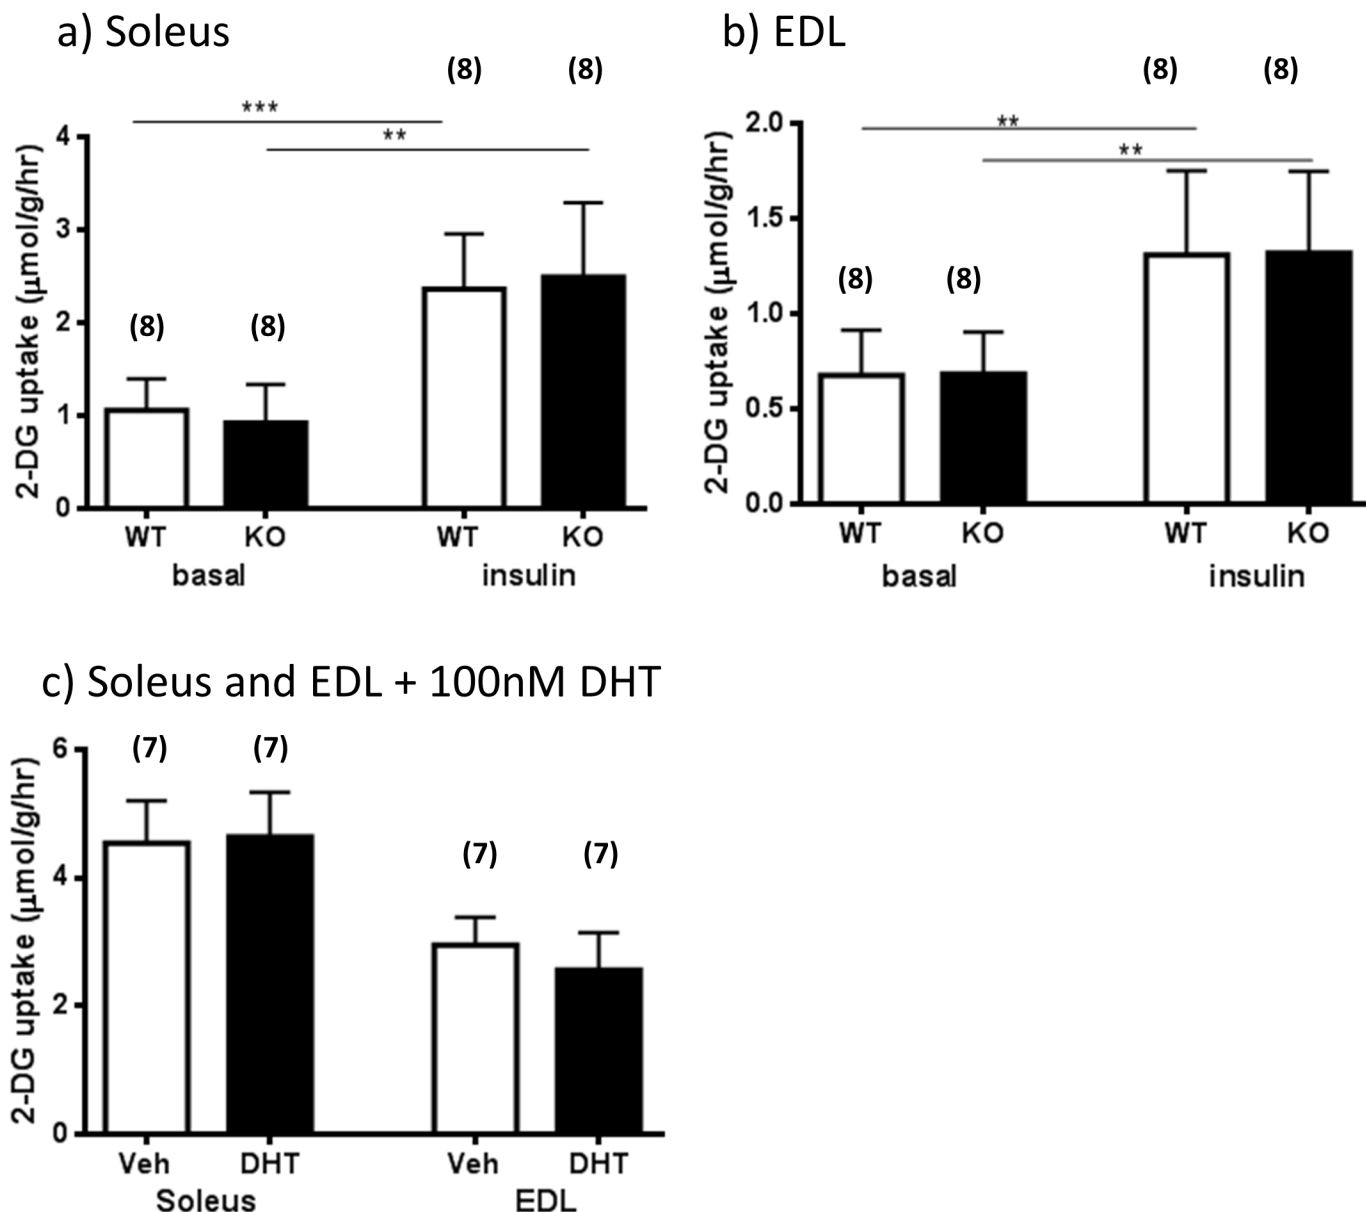 a) Soleus
(8) (8)
***
**
4
3
2
1
0
2-DG uptake (μmol/g/hr)
(8) (8)
WT KO WT KO
basal insulin
b) EDL
(8) (8)
**
**
2.0
1.5
1.0
0.5
0.0
2-DG uptake (μmol/g/hr)
(8) (8)
WT KO WT KO
basal insulin
c) Soleus and EDL + 100nM DHT
(7) (7)
6
4
2
0
2-DG uptake (μmol/g/hr)
(7) (7)
Veh DHT Veh DHT
Soleus EDL